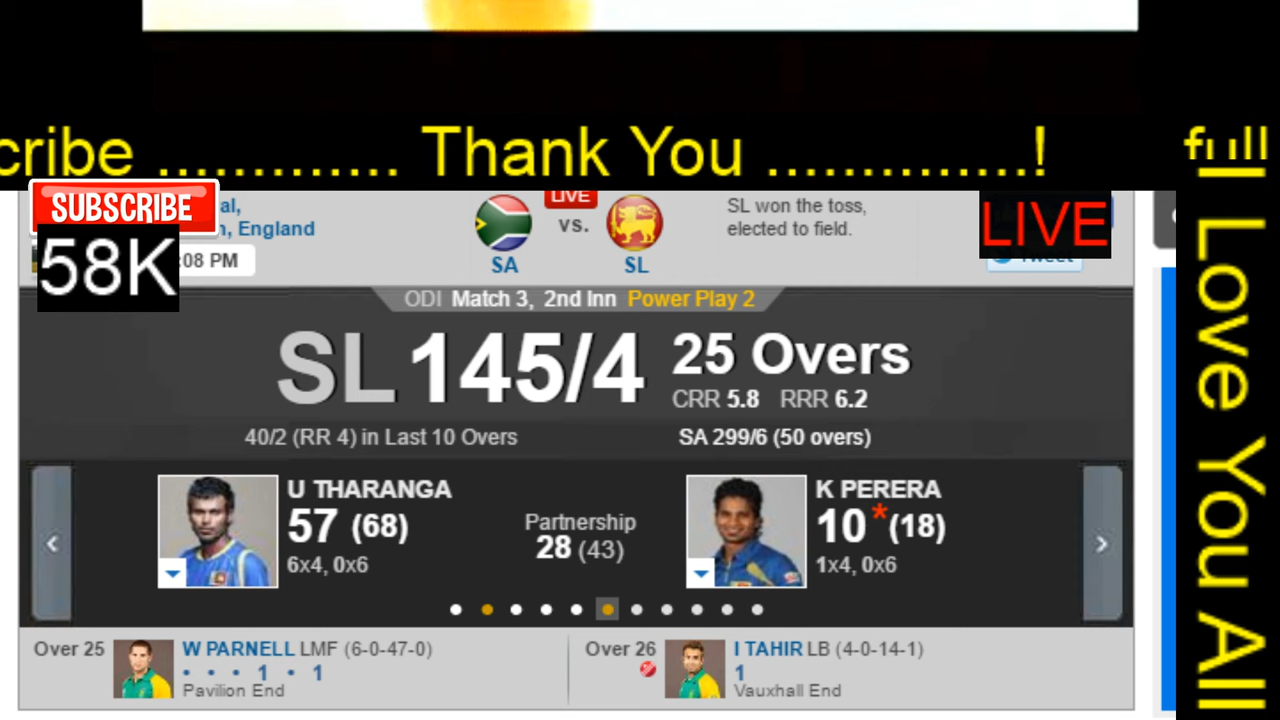 cribe ............. Thank You ..............!
full I Love You All
SUBSCRIBE
58K
al,
n, England
:08 PM
LIVE
vs.
SA
SL
SL won the toss,
elected to field.
LIVE
Tweet
ODI Match 3, 2nd Inn Power Play 2
SL 145/4
25 Overs
CRR 5.8 RRR 6.2
40/2 (RR 4) in Last 10 Overs
SA 299/6 (50 overs)
U THARANGA
57 (68)
6x4, 0x6
Partnership
28 (43)
K PERERA
10*(18)
1x4, 0x6
Over 25
W PARNELL LMF (6-0-47-0)
• • • 1 • 1
Pavilion End
Over 26
I TAHIR LB (4-0-14-1)
1
Vauxhall End